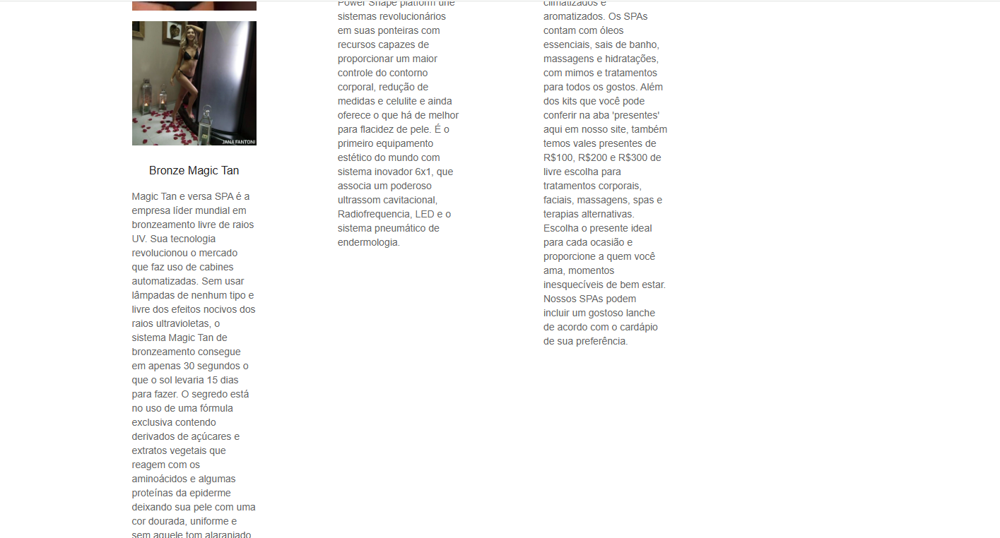 JANA FANTONI
Bronze Magic Tan
Magic Tan e versa SPA é a
empresa líder mundial em
bronzeamento livre de raios
UV. Sua tecnologia
revolucionou o mercado
que faz uso de cabines
automatizadas. Sem usar
lâmpadas de nenhum tipo e
livre dos efeitos nocivos dos
raios ultravioletas, o
sistema Magic Tan de
bronzeamento consegue
em apenas 30 segundos o
que o sol levaria 15 dias
para fazer. O segredo está
no uso de uma fórmula
exclusiva contendo
derivados de açúcares e
extratos vegetais que
reagem com os
aminoácidos e algumas
proteínas da epiderme
deixando sua pele com uma
cor dourada, uniforme e
sem aquele tom alaranjado
Power Shape platform une
sistemas revolucionários
em suas ponteiras com
recursos capazes de
proporcionar um maior
controle do contorno
corporal, redução de
medidas e celulite e ainda
oferece o que há de melhor
para flacidez de pele. É o
primeiro equipamento
estético do mundo com
sistema inovador 6x1, que
associa um poderoso
ultrassom cavitacional,
Radiofrequencia, LED e o
sistema pneumático de
endermologia.
climatizados e
aromatizados. Os SPAs
contam com óleos
essenciais, sais de banho,
massagens e hidratações,
com mimos e tratamentos
para todos os gostos. Além
dos kits que você pode
conferir na aba 'presentes'
aqui em nosso site, também
temos vales presentes de
R$100, R$200 e R$300 de
livre escolha para
tratamentos corporais,
faciais, massagens, spas e
terapias alternativas.
Escolha o presente ideal
para cada ocasião e
proporcione a quem você
ama, momentos
inesquecíveis de bem estar.
Nossos SPAs podem
incluir um gostoso lanche
de acordo com o cardápio
de sua preferência.